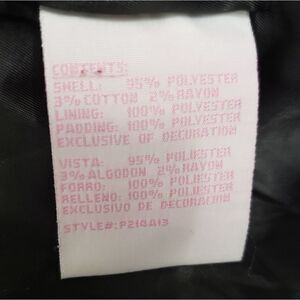 CONTENTS:
SHELL: 95% POLYESTER
3% COTTON 2% RAYON
LINING: 100% POLYESTER
PADDING: 100% POLYESTER
EXCLUSIVE OF DECORATION
VISTA: 95% POLIESTER
3% ALGODON 2% RAYON
FORRO: 100% POLIESTER
RELLENO: 100% POLIESTER
EXCLUSIVO DE DECORACION
STYLE#: P210A13